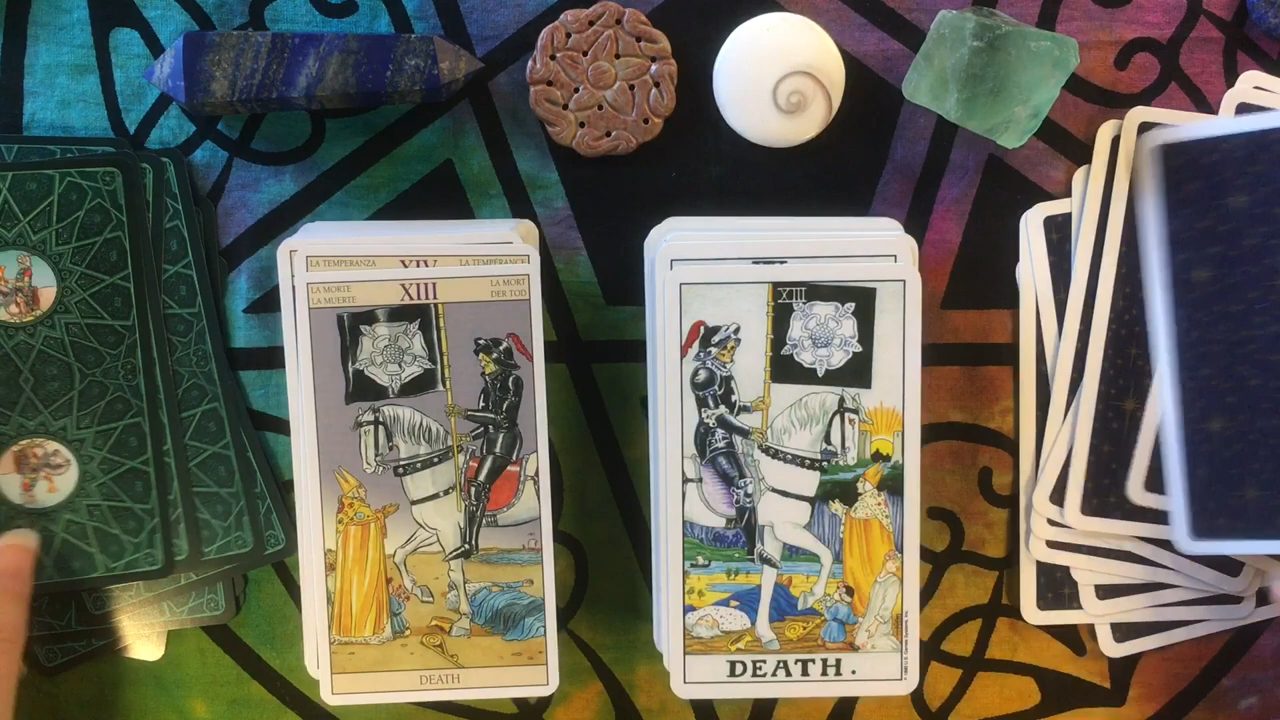 LA TEMPERANZA XIV LA TEMPÉRANCE
LA MORTE XIII LA MORT
LA MUERTE DER TOD
DEATH
XIII
DEATH.